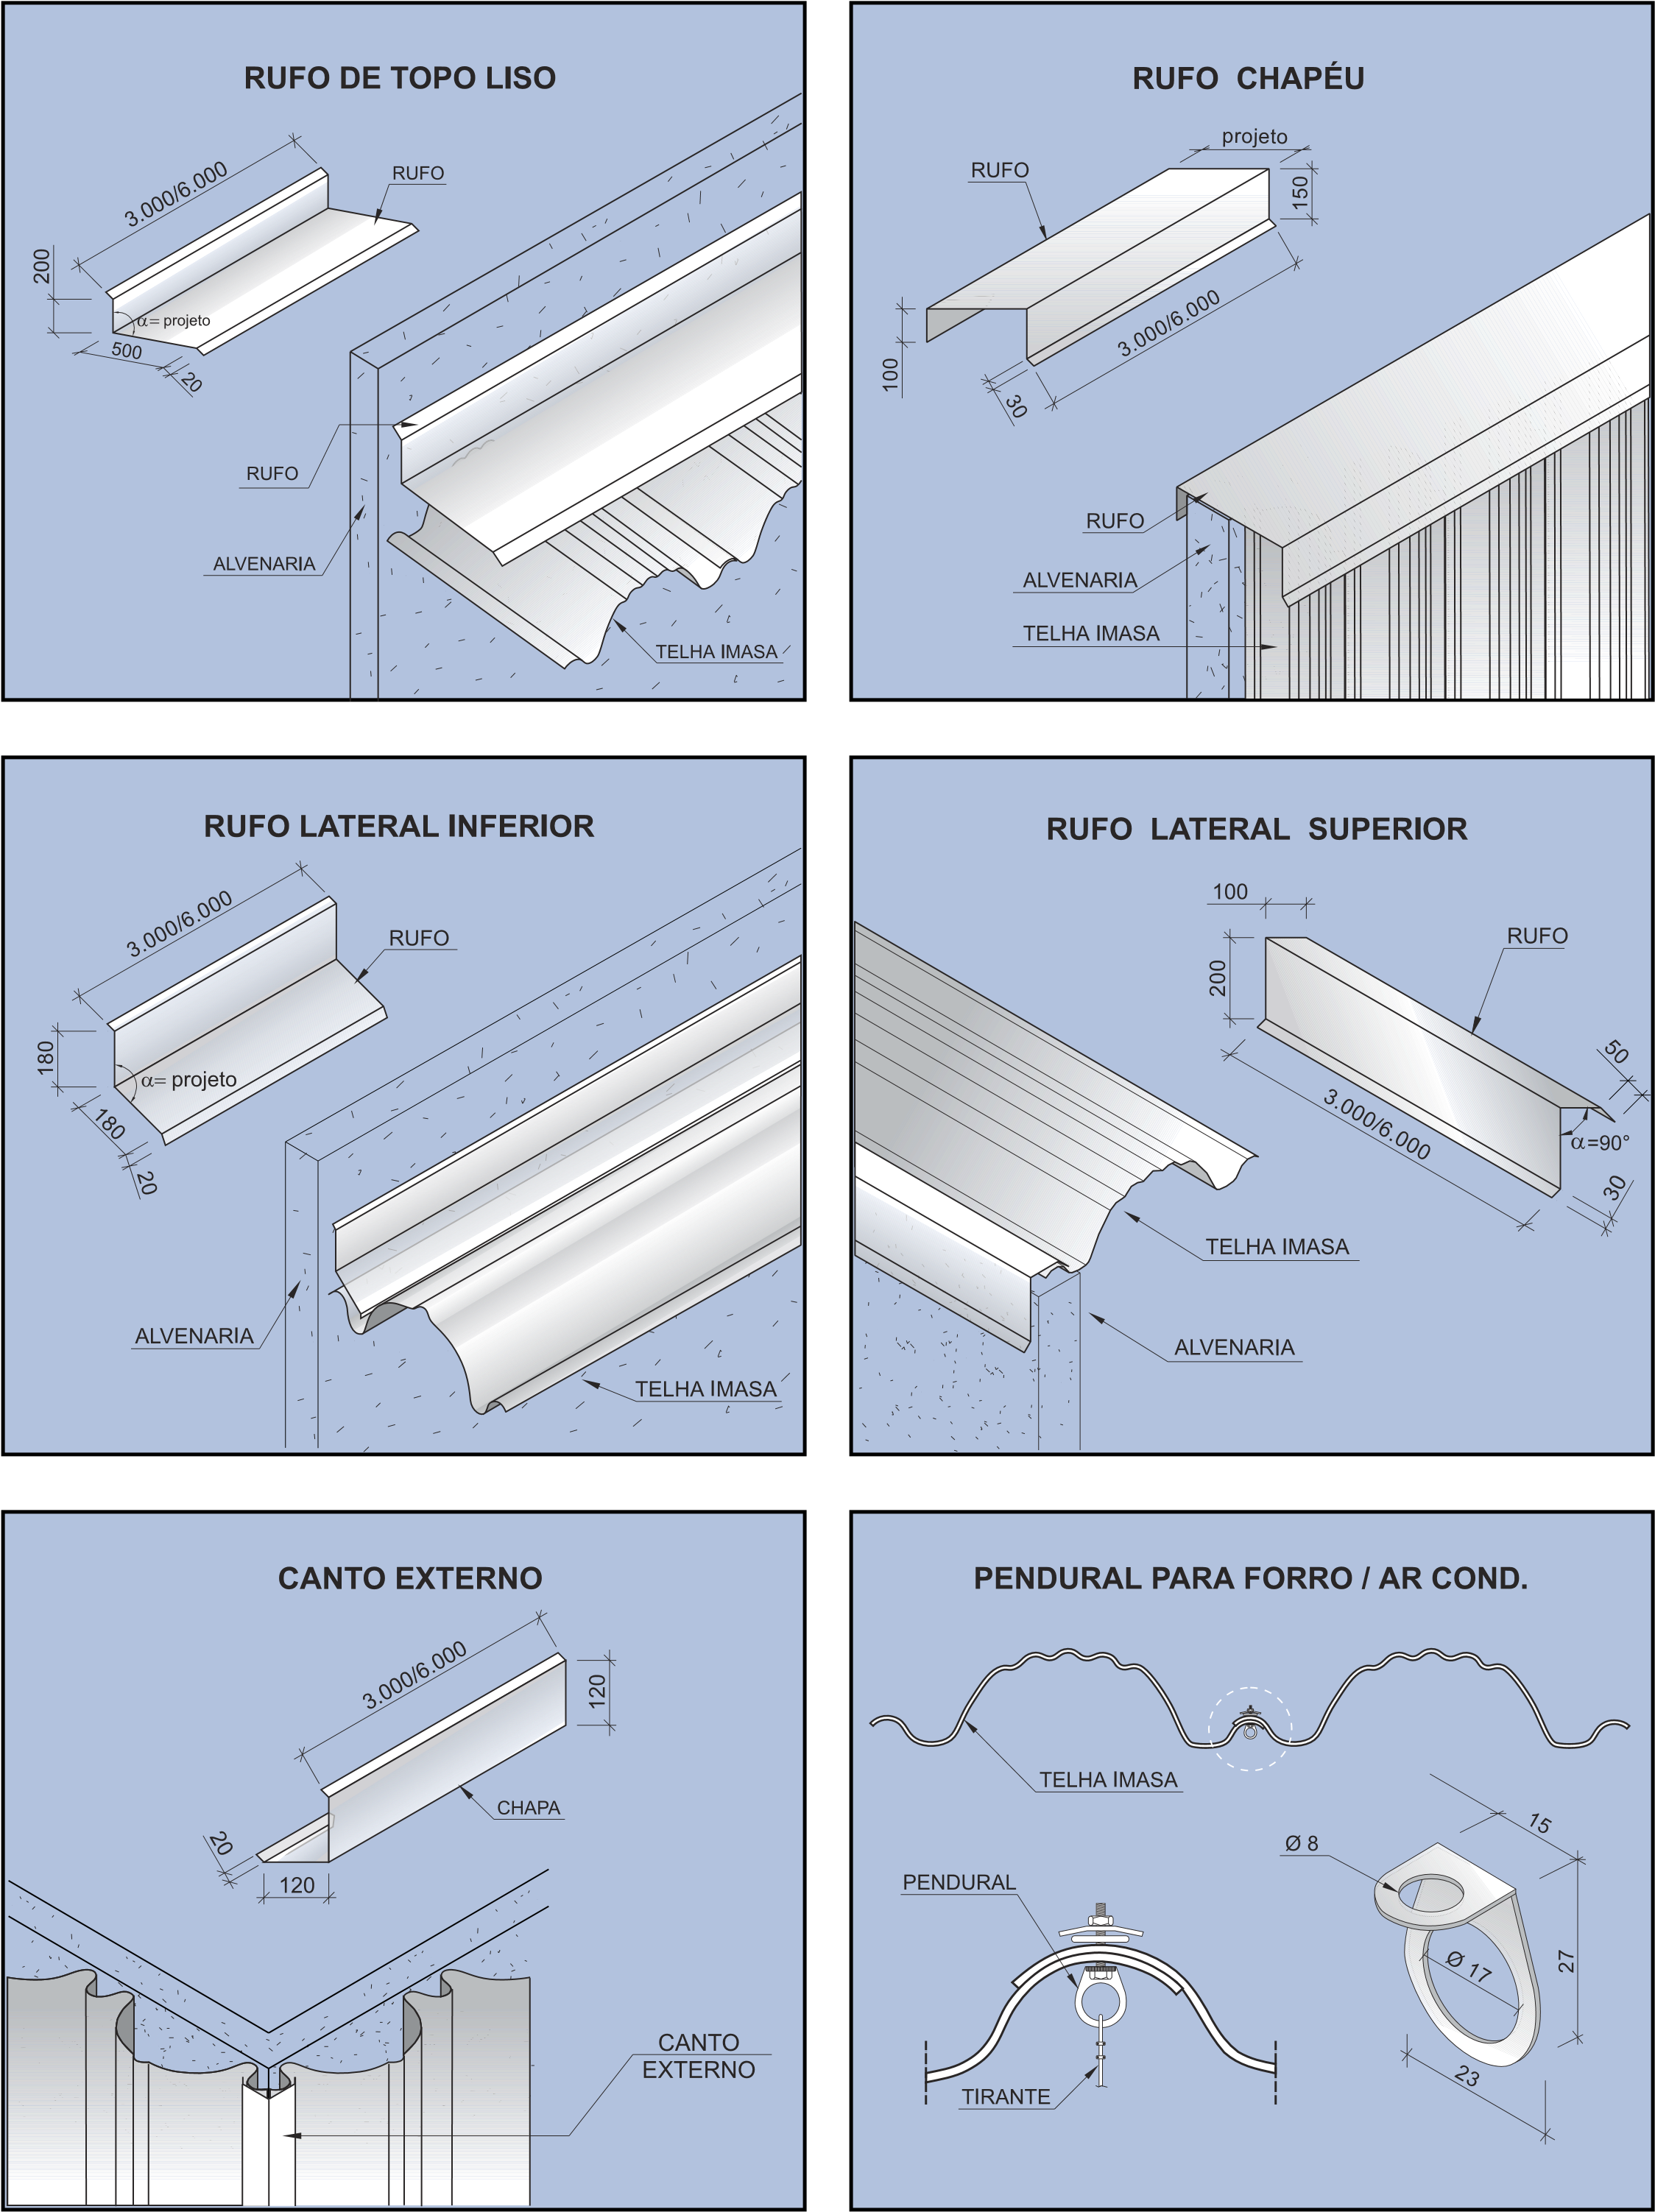 RUFO DE TOPO LISO
3.000/6.000
RUFO
200
α= projeto
500
20
RUFO
ALVENARIA
TELHA IMASA
RUFO CHAPÉU
projeto
RUFO
150
100
3.000/6.000
30
RUFO
ALVENARIA
TELHA IMASA
RUFO LATERAL INFERIOR
3.000/6.000
RUFO
180
α= projeto
180
20
ALVENARIA
TELHA IMASA
RUFO LATERAL SUPERIOR
100
RUFO
200
50
3.000/6.000
α=90°
30
TELHA IMASA
ALVENARIA
CANTO EXTERNO
3.000/6.000
120
CHAPA
20
120
CANTO
EXTERNO
PENDURAL PARA FORRO / AR COND.
TELHA IMASA
15
Ø 8
PENDURAL
Ø 17
27
23
TIRANTE